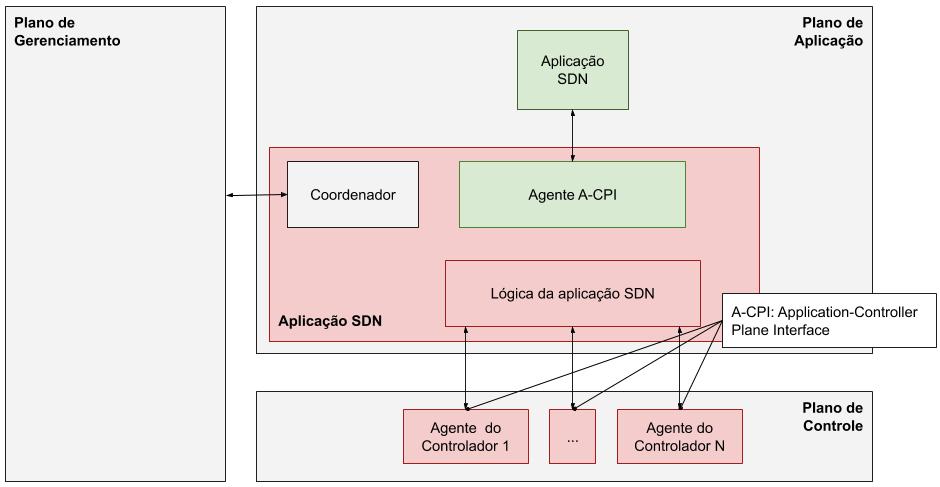 Plano de
Gerenciamento
Plano de
Aplicação
Aplicação
SDN
Coordenador
Agente A-CPI
Lógica da aplicação SDN
Aplicação SDN
A-CPI: Application-Controller
Plane Interface
Plano de
Controle
Agente do
Controlador 1
...
Agente do
Controlador N